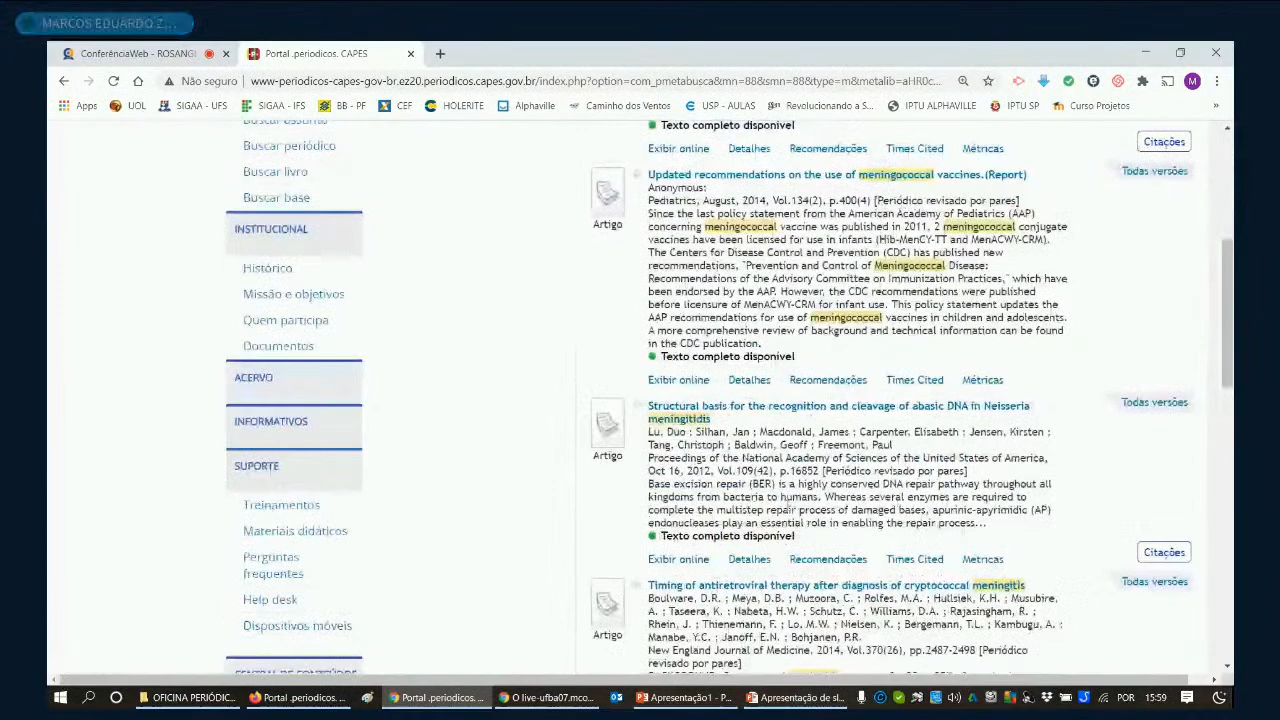 MARCOS EDUARDO Z...
ConferênciaWeb - ROSANG
Portal .periodicos. CAPES
Não seguro
www-periodicos-capes-gov-br.ez20.periodicos.capes.gov.br/index.php?option=com_pmetabusca&mn=88&smn=88&type=m&metalib=aHR0c...
M
Apps
UOL
SIGAA - UFS
SIGAA - IFS
BB - PF
CEF
HOLERITE
Alphaville
Caminho dos Ventos
USP - AULAS
Revolucionando a S...
IPTU ALPHAVILLE
IPTU SP
Curso Projetos
»
Buscar assunto
Buscar periódico
Buscar livro
Buscar base
INSTITUCIONAL
Histórico
Missão e objetivos
Quem participa
Documentos
ACERVO
INFORMATIVOS
SUPORTE
Treinamentos
Materiais didáticos
Perguntas
frequentes
Help desk
Dispositivos móveis
CENTRAL DE CONTEÚDOS
Texto completo disponível
Exibir online Detalhes Recomendações Times Cited Métricas
Citações
Artigo
Updated recommendations on the use of meningococcal vaccines.(Report)
Todas versões
Anonymous:
Pediatrics, August, 2014, Vol.134(2), p.400(4) [Periódico revisado por pares]
Since the last policy statement from the American Academy of Pediatrics (AAP)
concerning meningococcal vaccine was published in 2011, 2 meningococcal conjugate
vaccines have been licensed for use in infants (Hib-MenCY-TT and MenACWY-CRM).
The Centers for Disease Control and Prevention (CDC) has published new
recommendations, "Prevention and Control of Meningococcal Disease:
Recommendations of the Advisory Committee on Immunization Practices," which have
been endorsed by the AAP. However, the CDC recommendations were published
before licensure of MenACWY-CRM for infant use. This policy statement updates the
AAP recommendations for use of meningococcal vaccines in children and adolescents.
A more comprehensive review of background and technical information can be found
in the CDC publication.
Texto completo disponível
Exibir online Detalhes Recomendações Times Cited Métricas
Artigo
Structural basis for the recognition and cleavage of abasic DNA in Neisseria
meningitidis
Todas versões
Lu, Duo ; Silhan, Jan ; Macdonald, James ; Carpenter, Elisabeth ; Jensen, Kirsten ;
Tang, Christoph ; Baldwin, Geoff ; Freemont, Paul
Proceedings of the National Academy of Sciences of the United States of America,
Oct 16, 2012, Vol.109(42), p.16852 [Periódico revisado por pares]
Base excision repair (BER) is a highly conserved DNA repair pathway throughout all
kingdoms from bacteria to humans. Whereas several enzymes are required to
complete the multistep repair process of damaged bases, apurinic-apyrimidic (AP)
endonucleases play an essential role in enabling the repair process...
Texto completo disponível
Exibir online Detalhes Recomendações Times Cited Métricas
Citações
Artigo
Timing of antiretroviral therapy after diagnosis of cryptococcal meningitis
Todas versões
Boulware, D.R. ; Meya, D.B. ; Muzoora, C. ; Rolfes, M.A. ; Hullsiek, K.H. ; Musubire,
A. ; Taseera, K. ; Nabeta, H.W. ; Schutz, C. ; Williams, D.A. ; Rajasingham, R. ;
Rhein, J. ; Thienemann, F. ; Lo, M.W. ; Nielsen, K. ; Bergemann, T.L. ; Kambugu, A. ;
Manabe, Y.C. ; Janoff, E.N. ; Bohjanen, P.R.
New England Journal of Medicine, 2014, Vol.370(26), pp.2487-2498 [Periódico
revisado por pares]
OFICINA PERIÓDIC...
Portal .periodicos. ...
Portal .periodicos. ...
O live-ufba07.mco...
Apresentação1 - P...
Apresentação de sl...
POR
15:59